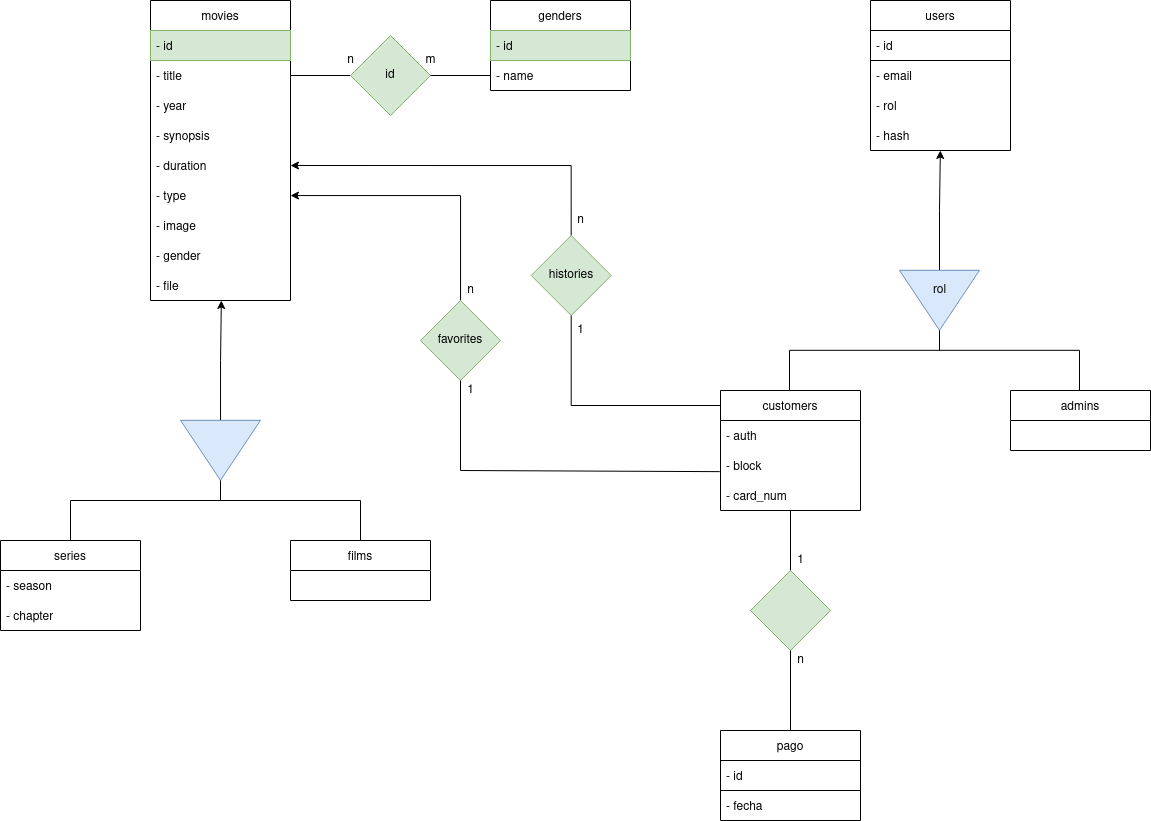 movies
- id
- title
- year
- synopsis
- duration
- type
- image
- gender
- file
n
id
m
genders
- id
- name
users
- id
- email
- rol
- hash
n
histories
1
n
favorites
1
rol
customers
- auth
- block
- card_num
admins
series
- season
- chapter
films
1
n
pago
- id
- fecha